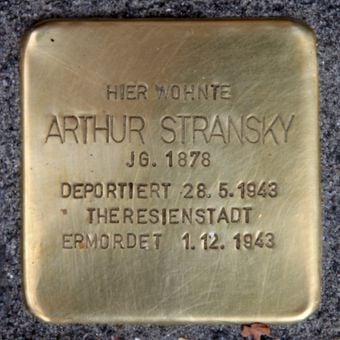 HIER WOHNTE
ARTHUR STRANSKY
JG. 1878
DEPORTIERT 28.5.1943
THERESIENSTADT
ERMORDET 1.12.1943